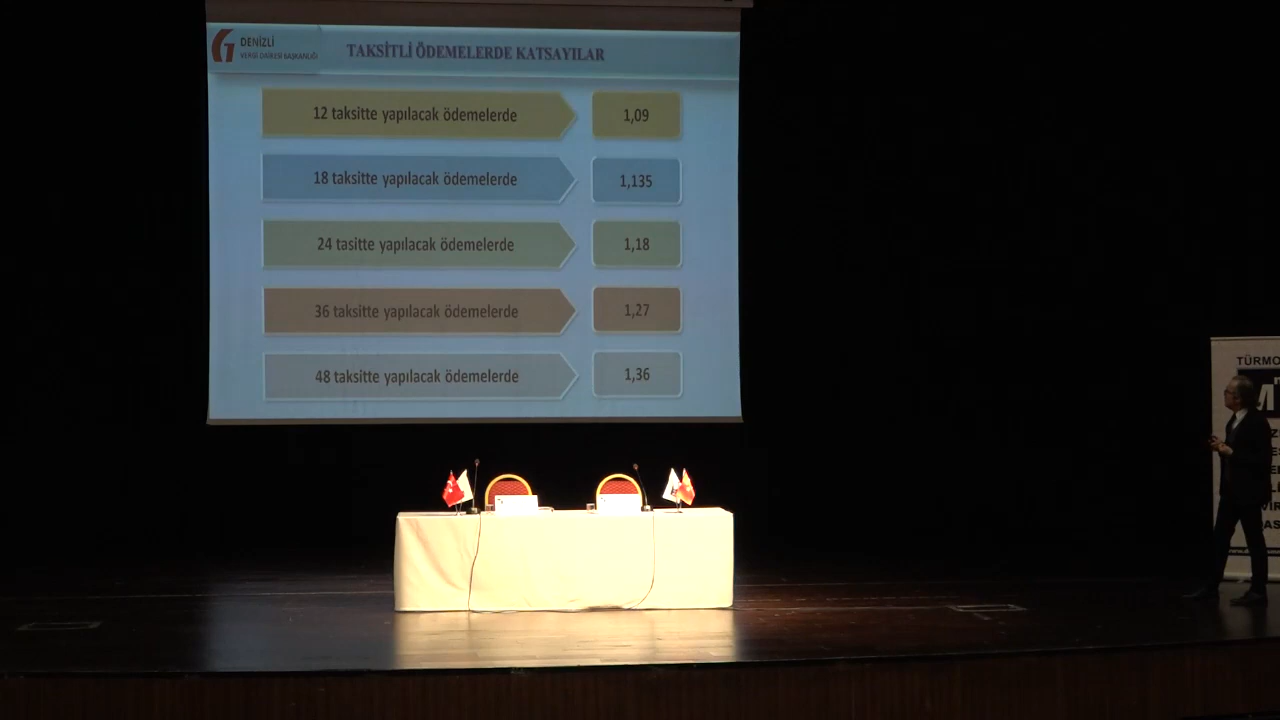 DENİZLİ
VERGİ DAİRESİ BAŞKANLIĞI
TAKSİTLİ ÖDEMELERDE KATSAYILAR
12 taksitte yapılacak ödemelerde
1,09
18 taksitte yapılacak ödemelerde
1,135
24 tasitte yapılacak ödemelerde
1,18
36 taksitte yapılacak ödemelerde
1,27
48 taksitte yapılacak ödemelerde
1,36
TÜRMO